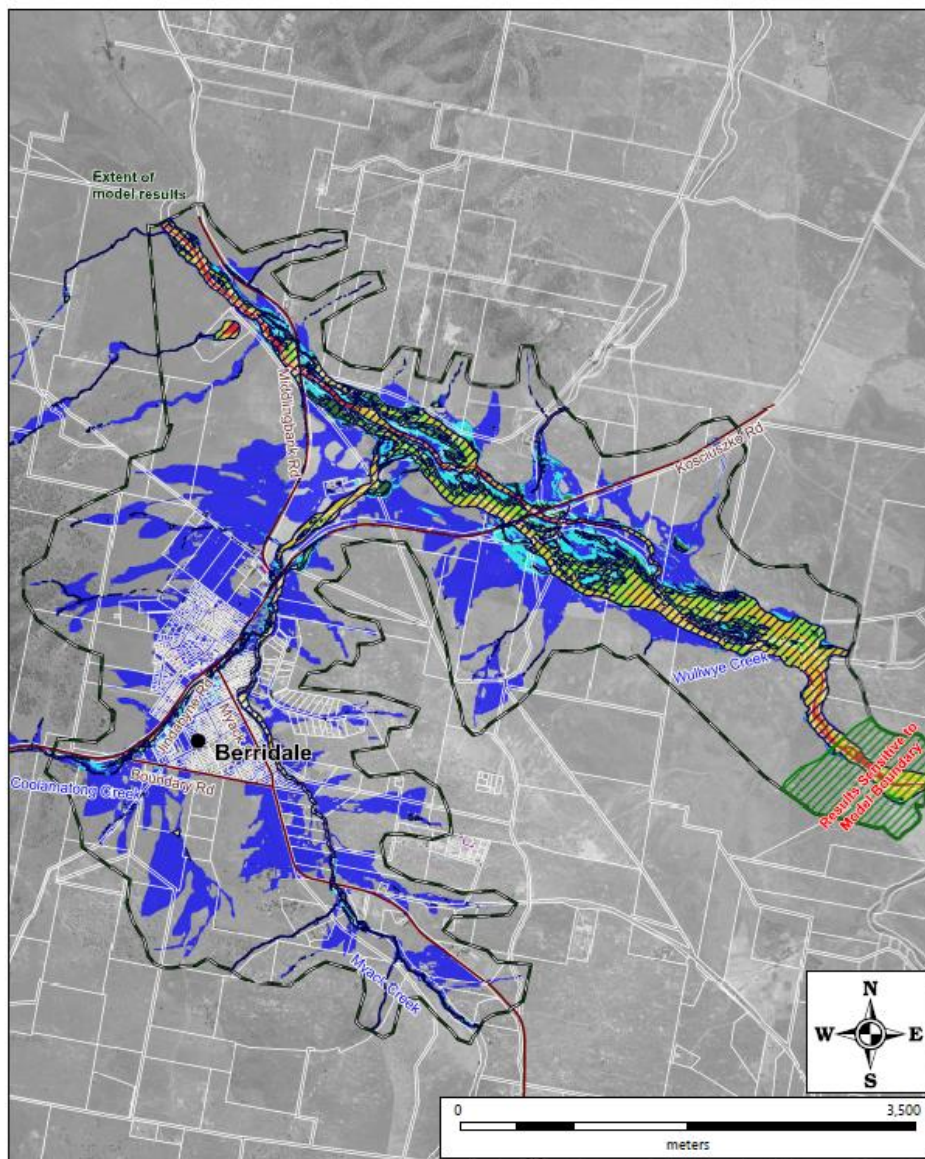 Extent of
model results
Middlingbank Rd
Kosciuszko Rd
Wullwye Creek
Results Sensitive to
Model Boundary
Jindabyne Rd
Myack
Berridale
Boundary Rd
Coolamatong Creek
Myack Creek
N
W E
S
0 3,500
meters